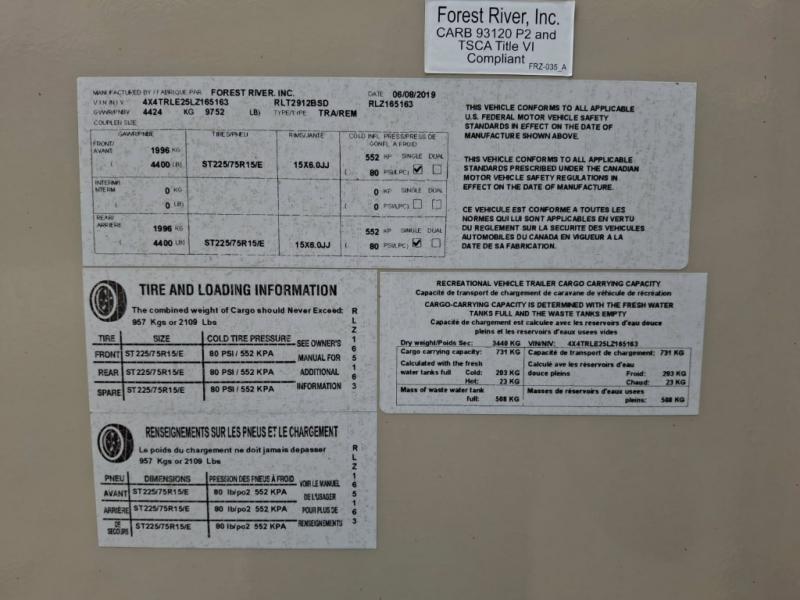 Forest River, Inc.
CARB 93120 P2 and
TSCA Title VI
Compliant
FRZ-035_A
MANUFACTURED BY / FABRIQUE PAR FOREST RIVER, INC. DATE 06/08/2019
V.I.N./N.I.V. 4X4TRLE25LZ165163 RLT2912BSD RLZ165163
GVWR/PNBV 4424 KG 9752 LB) TYPE/TYPE TRA/REM
COUPLER SIZE
GAWR/PNBE TIRES/PNEU RIMS/JANTE COLD INFL. PRESS/PRESS DE
GONFL A FROID
FRONT/
AVANT 1996 KG 552 KP SINGLE DUAL
( 4400 LB) ST225/75R15/E 15X6.0JJ ( 80 PSI/LPC)
INTERM/
INTERM 0 KG 0 KP SINGLE DUAL
( 0 LB) ( 0 PSI/LPC)
REAR/
ARRIERE 1996 KG 552 KP SINGLE DUAL
( 4400 LB) ST225/75R15/E 15X6.0JJ ( 80 PSI/LPC)
THIS VEHICLE CONFORMS TO ALL APPLICABLE
U.S. FEDERAL MOTOR VEHICLE SAFETY
STANDARDS IN EFFECT ON THE DATE OF
MANUFACTURE SHOWN ABOVE.
THIS VEHICLE CONFORMS TO ALL APPLICABLE
STANDARDS PRESCRIBED UNDER THE CANADIAN
MOTOR VEHICLE SAFETY REGULATIONS IN
EFFECT ON THE DATE OF MANUFACTURE.
CE VEHICULE EST CONFORME A TOUTES LES
NORMES QUI LUI SONT APPLICABLES EN VERTU
DU REGLEMENT SUR LA SECURITE DES VEHICULES
AUTOMOBILES DU CANADA EN VIGUEUR A LA
DATE DE SA FABRICATION.
TIRE AND LOADING INFORMATION
The combined weight of Cargo should Never Exceed:
957 Kgs or 2109 Lbs
TIRE SIZE COLD TIRE PRESSURE SEE OWNER'S
FRONT ST225/75R15/E 80 PSI / 552 KPA MANUAL FOR
REAR ST225/75R15/E 80 PSI / 552 KPA ADDITIONAL
SPARE ST225/75R15/E 80 PSI / 552 KPA INFORMATION
RLZ165163
RECREATIONAL VEHICLE TRAILER CARGO CARRYING CAPACITY
Capacité de transport de chargement de caravane de véhicule de récréation
CARGO-CARRYING CAPACITY IS DETERMINED WITH THE FRESH WATER
TANKS FULL AND THE WASTE TANKS EMPTY
Capacité de chargement est calculée avec les réservoirs d'eau douce
pleins et les réservoirs d'eaux usees vides
Dry weight/Poids Sec: 3440 KG VIN/NIV: 4X4TRLE25LZ165163
Cargo carrying capacity: 731 KG Capacité de transport de chargement: 731 KG
Calculated with the fresh Calculé ave les réservoirs d'eau
water tanks full Cold: 203 KG douce pleins Froid: 203 KG
Hot: 23 KG Chaud: 23 KG
Mass of waste water tank Masses de réservoirs d'eaux usees
full: 508 KG pleins: 508 KG
RENSEIGNEMENTS SUR LES PNEUS ET LE CHARGEMENT
Le poids du chargement ne doit jamais depasser
957 Kgs or 2109 Lbs
PNEU DIMENSIONS PRESSION DES PNEUS À FROID VOIR LE MANUEL
AVANT ST225/75R15/E 80 lb/po2 552 KPA DE L'USAGER
ARRIÈRE ST225/75R15/E 80 lb/po2 552 KPA POUR PLUS DE
DE SECOURS ST225/75R15/E 80 lb/po2 552 KPA RENSEIGNEMENTS
RLZ165163